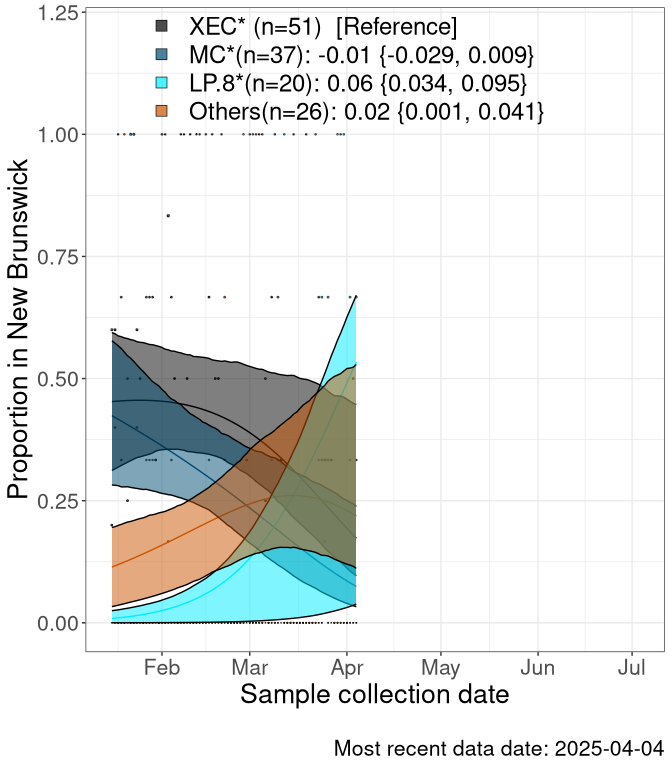 XEC* (n=51)  [Reference]
MC*(n=37): -0.01 {-0.029, 0.009}
LP.8*(n=20): 0.06 {0.034, 0.095}
Others(n=26): 0.02 {0.001, 0.041}
1.25
1.00
0.75
0.50
0.25
0.00
Proportion in New Brunswick
Feb Mar Apr May Jun Jul
Sample collection date
Most recent data date: 2025-04-04